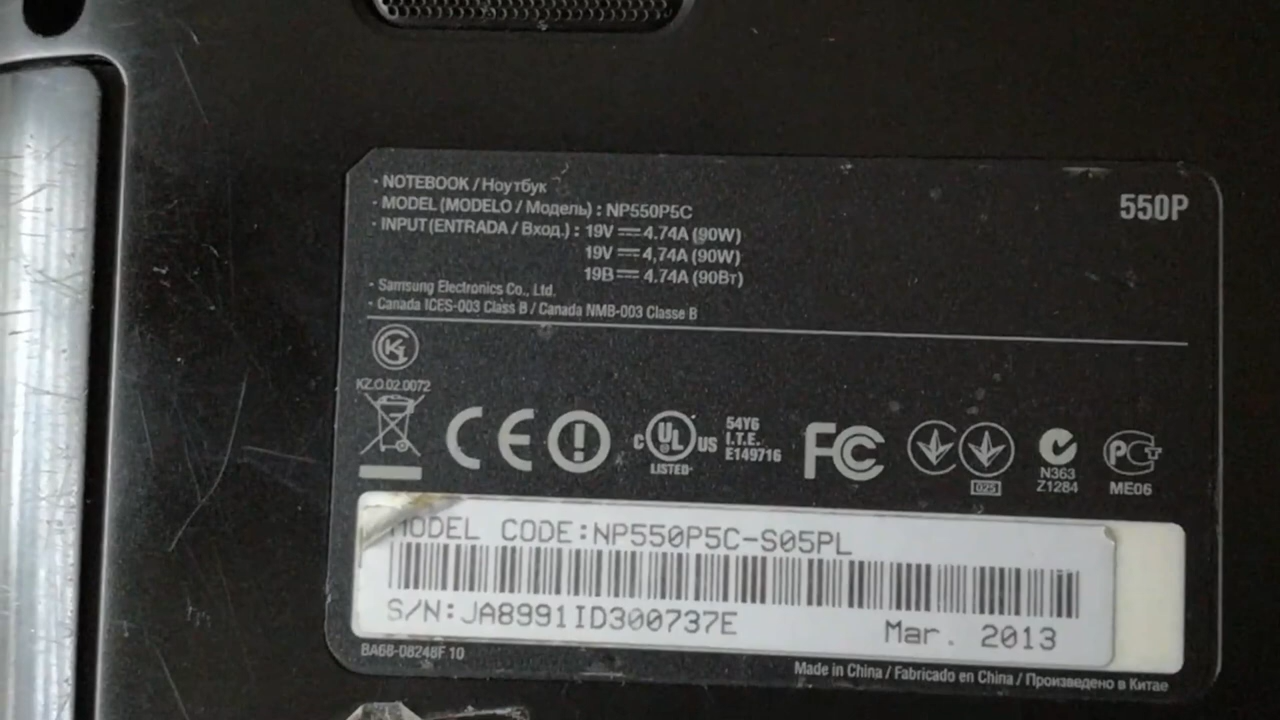 · NOTEBOOK / Ноутбук
550P
· MODEL (MODELO / Модель) : NP550P5C
· INPUT (ENTRADA / Вход.) : 19V 4.74A (90W)
19V 4,74A (90W)
19В 4.74A (90Вт)
· Samsung Electronics Co., Ltd.
· Canada ICES-003 Class B / Canada NMB-003 Classe B
KZ.O.02.0072
CE
C UL US
LISTED
54Y6
I.T.E.
E149716
FC
025
N363
Z1284
ME06
MODEL CODE:NP550P5C-S05PL
S/N:JA8991ID300737E
Mar. 2013
BA68-08248F 10
Made in China / Fabricado en China / Произведено в Китае